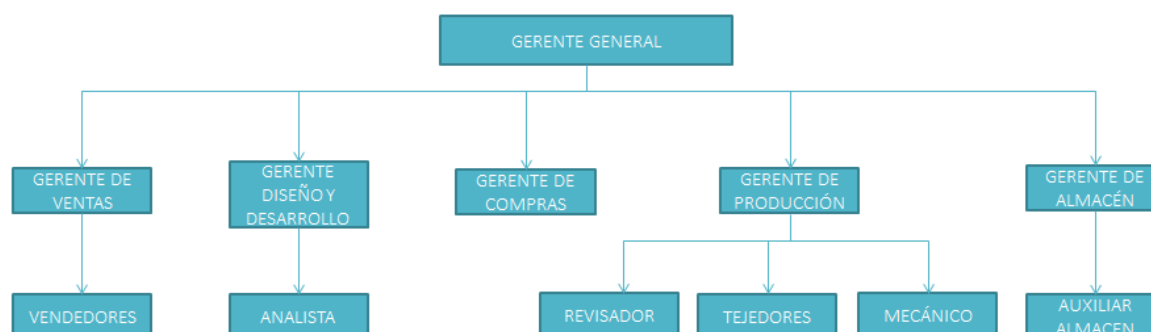 GERENTE GENERAL
GERENTE DE
VENTAS
GERENTE
DISEÑO Y
DESARROLLO
GERENTE DE
COMPRAS
GERENTE DE
PRODUCCIÓN
GERENTE DE
ALMACÉN
VENDEDORES
ANALISTA
REVISADOR
TEJEDORES
MECÁNICO
AUXILIAR
ALMACEN